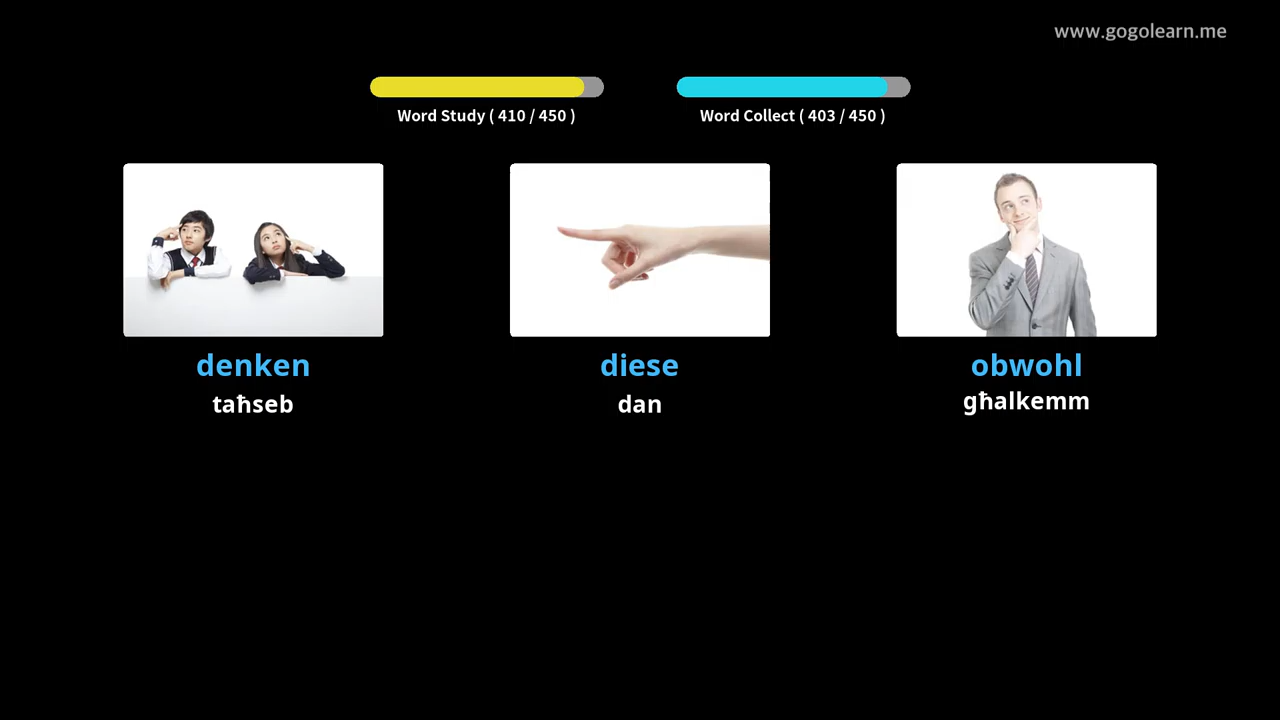 www.gogolearn.me
Word Study ( 410 / 450 )
Word Collect ( 403 / 450 )
denken
diese
obwohl
taħseb
dan
għalkemm